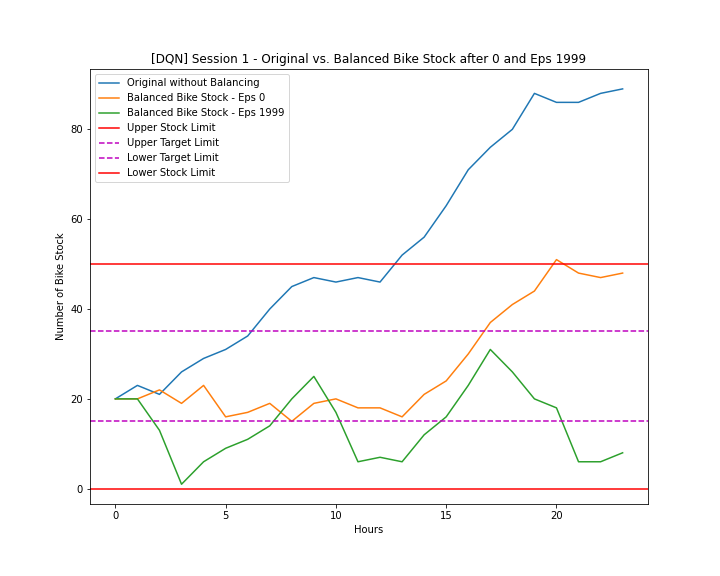 [DQN] Session 1 - Original vs. Balanced Bike Stock after 0 and Eps 1999
Original without Balancing
Balanced Bike Stock - Eps 0
Balanced Bike Stock - Eps 1999
Upper Stock Limit
Upper Target Limit
Lower Target Limit
Lower Stock Limit
Number of Bike Stock
80
60
40
20
0
0 5 10 15 20
Hours